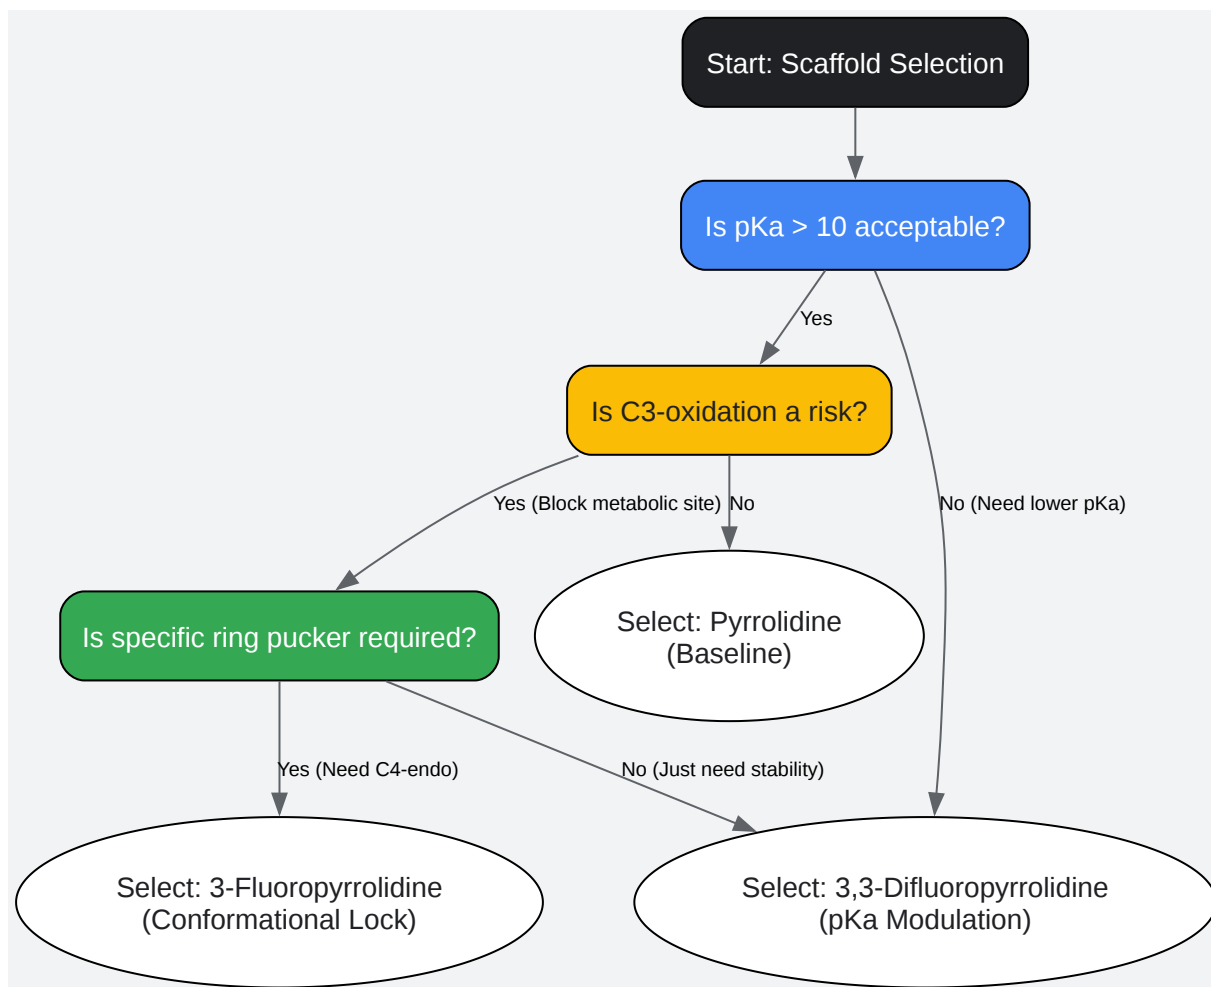 Start: Scaffold Selection
Is pKa > 10 acceptable?
Yes
Is C3-oxidation a risk?
Yes (Block metabolic site)
No
No (Need lower pKa)
Is specific ring pucker required?
Select: Pyrrolidine
(Baseline)
Yes (Need C4-endo)
No (Just need stability)
Select: 3-Fluoropyrrolidine
(Conformational Lock)
Select: 3,3-Difluoropyrrolidine
(pKa Modulation)